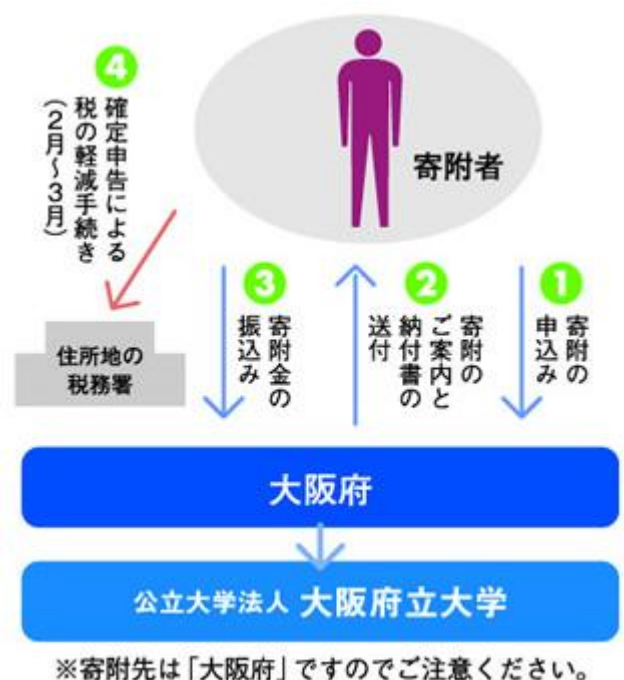 寄附者
1
寄附の
申込み
2
寄附の
ご案内と
納付書の
送付
3
寄附金の
振込み
4
確定申告による
税の軽減手続き
(2月~3月)
住所地の
税務署
大阪府
公立大学法人 大阪府立大学
※寄附先は「大阪府」ですのでご注意ください。